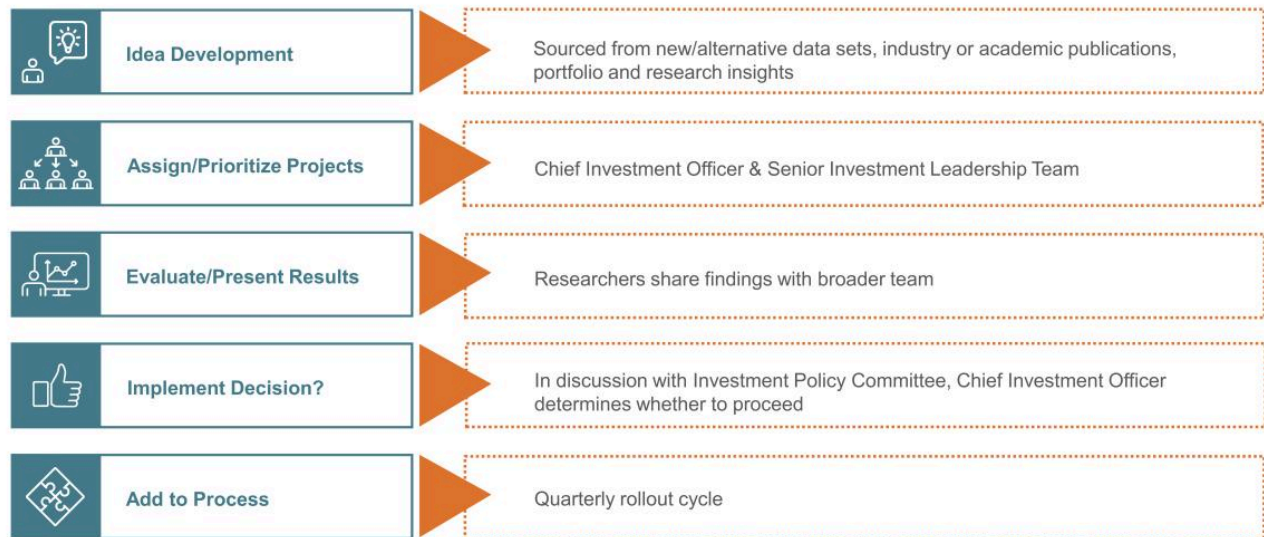 Idea Development
Sourced from new/alternative data sets, industry or academic publications,
portfolio and research insights
Assign/Prioritize Projects
Chief Investment Officer & Senior Investment Leadership Team
Evaluate/Present Results
Researchers share findings with broader team
Implement Decision?
In discussion with Investment Policy Committee, Chief Investment Officer
determines whether to proceed
Add to Process
Quarterly rollout cycle